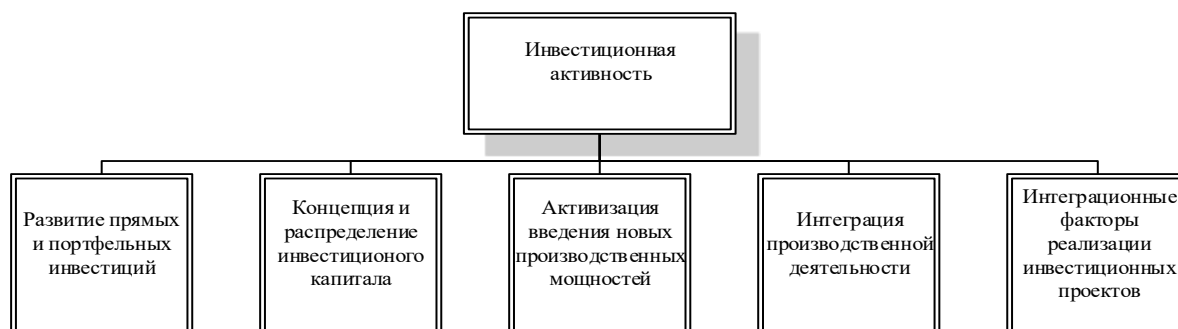 Инвестиционная
активность
Развитие прямых
и портфельных
инвестиций
Концепция и
распределение
инвестиционого
капитала
Активизация
введения новых
производственных
мощностей
Интеграция
производственной
деятельности
Интеграционные
факторы
реализации
инвестиционных
проектов